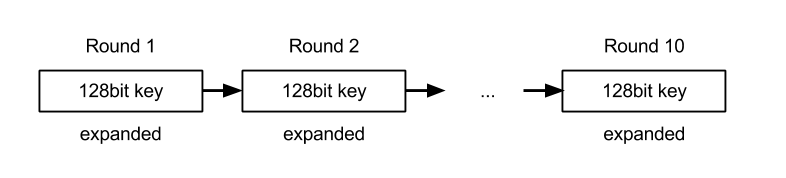 Round 1 Round 2 Round 10
128bit key 128bit key ... 128bit key
expanded expanded expanded